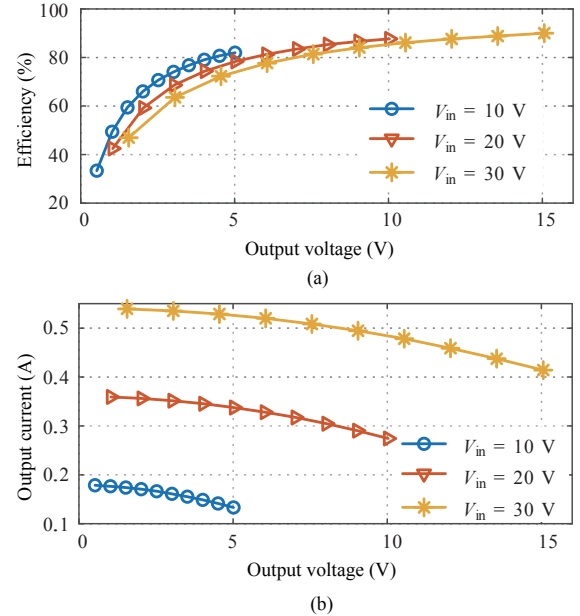 100
80
60
40
20
Efficiency (%)
V_in = 10 V
V_in = 20 V
V_in = 30 V
0 5 10 15
Output voltage (V)
(a)
0.5
0.4
0.3
0.2
0.1
Output current (A)
V_in = 10 V
V_in = 20 V
V_in = 30 V
0 5 10 15
Output voltage (V)
(b)